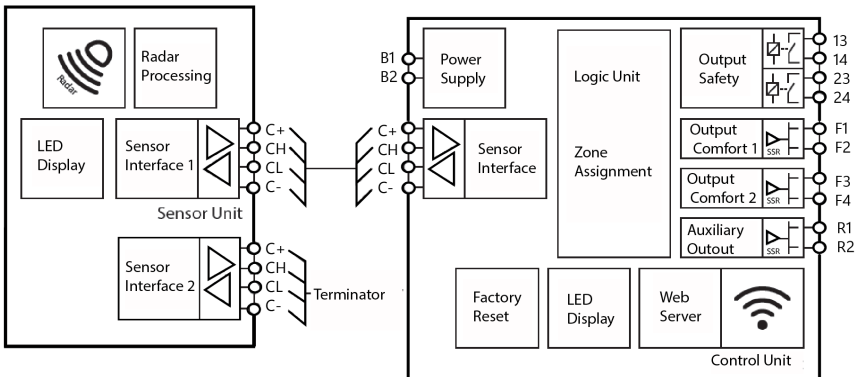 Radar
Radar
Processing
LED
Display
Sensor
Interface 1
C+
CH
CL
C-
Sensor Unit
Sensor
Interface 2
C+
CH
CL
C-
Terminator
B1
B2
Power
Supply
C+
CH
CL
C-
Sensor
Interface
Logic Unit
Zone
Assignment
Output
Safety
13
14
23
24
Output
Comfort 1
SSR
F1
F2
Output
Comfort 2
SSR
F3
F4
Auxiliary
Outout
SSR
R1
R2
Factory
Reset
LED
Display
Web
Server
Control Unit